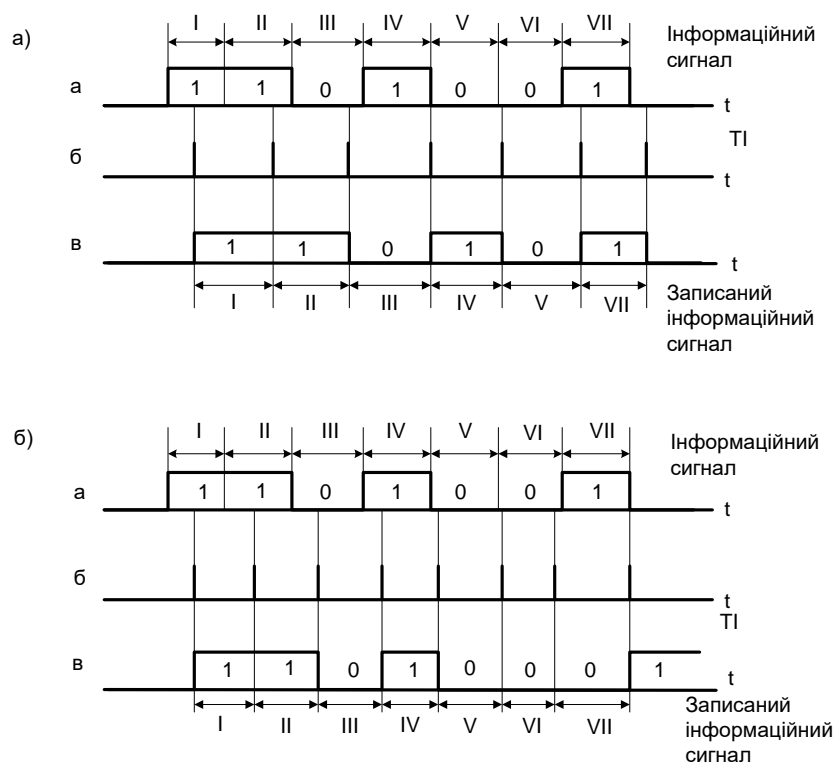 а)
I II III IV V VI VII
Інформаційний
сигнал
а
1 1 0 1 0 0 1
t
ТІ
б
t
в
1 1 0 1 0 1
t
I II III IV V VII
Записаний
інформаційний
сигнал
б)
I II III IV V VI VII
Інформаційний
сигнал
а
1 1 0 1 0 0 1
t
б
t
ТІ
в
1 1 0 1 0 0 0 1
t
I II III IV V VI VII
Записаний
інформаційний
сигнал